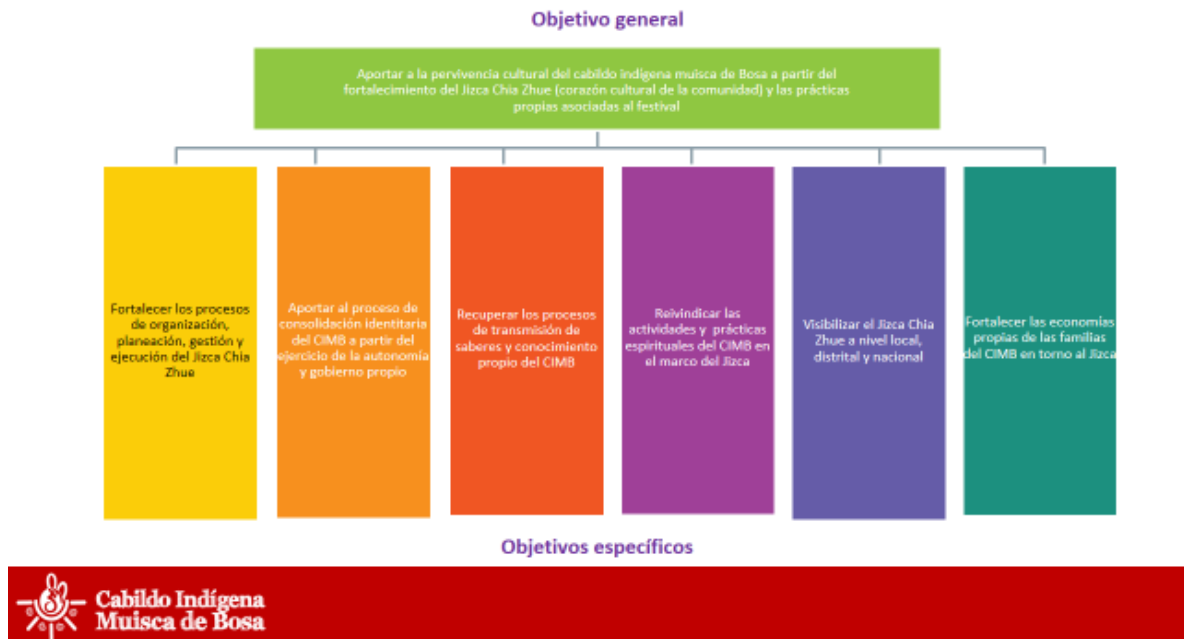 Objetivo general
Aportar a la pervivencia cultural del cabildo indígena muisca de Bosa a partir del
fortalecimiento del Jizca Chia Zhue (corazón cultural de la comunidad) y las prácticas
propias asociadas al festival
Fortalecer los procesos
de organización,
planeación, gestión y
ejecución del Jizca Chia
Zhue
Aportar al proceso de
consolidación identitaria
del CIMB a partir del
ejercicio de la autonomía
y gobierno propio
Recuperar los procesos
de transmisión de
saberes y conocimiento
propio del CIMB
Reivindicar las
actividades y prácticas
espirituales del CIMB en
el marco del Jizca
Visibilizar el Jizca Chia
Zhue a nivel local,
distrital y nacional
Fortalecer las economías
propias de las familias
del CIMB en torno al Jizca
Objetivos específicos
Cabildo Indígena
Muisca de Bosa